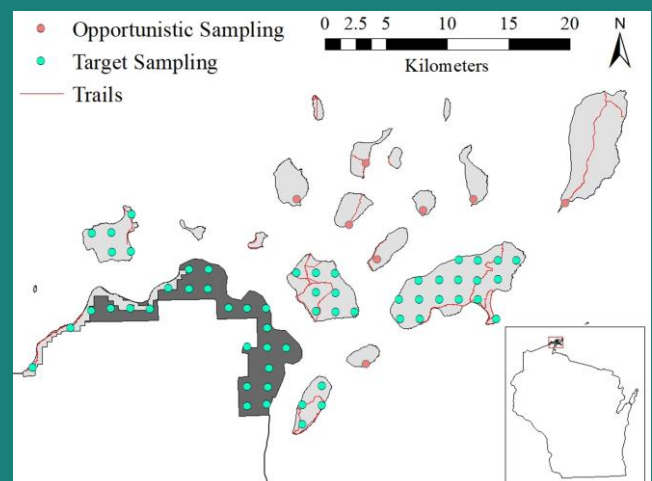 Opportunistic Sampling
Target Sampling
Trails
0 2.5 5 10 15 20
Kilometers
N